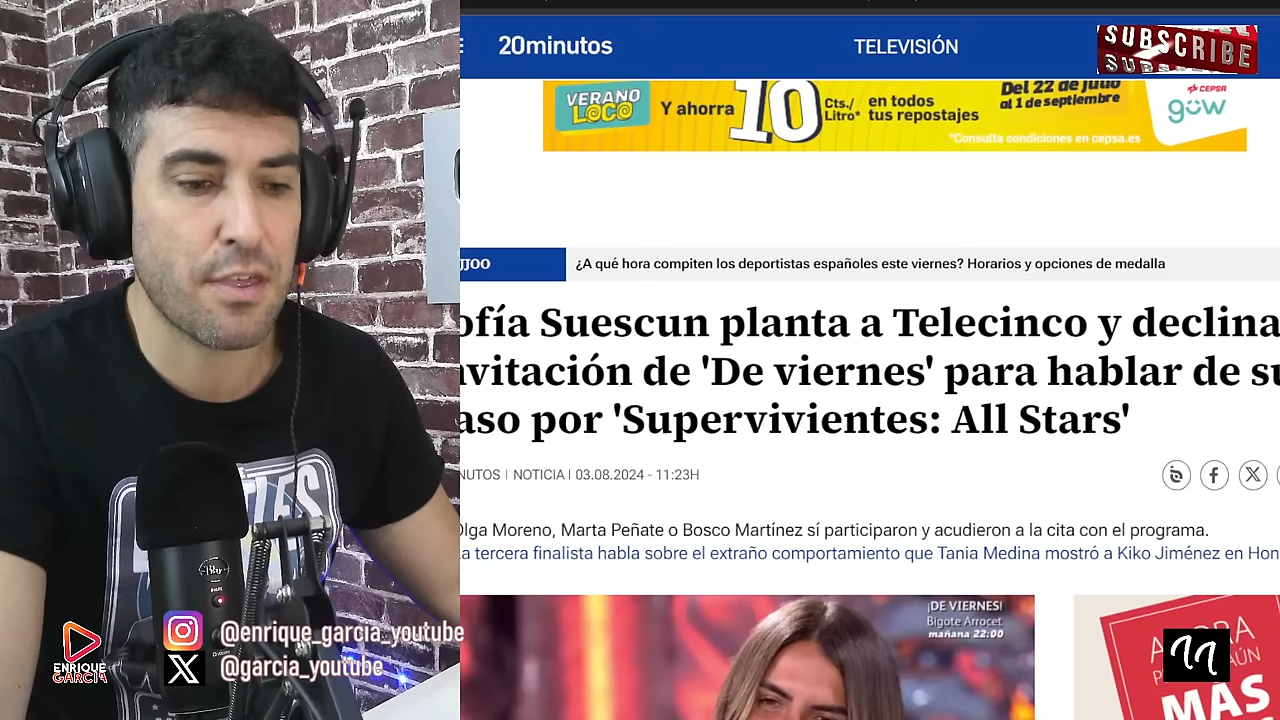 20minutos
TELEVISIÓN
SUBSCRIBE
VERANO
LOCO
Y ahorra 10 Cts./
Litro*
en todos
tus repostajes
Del 22 de julio
al 1 de septiembre
CEPSA
gow
*Consulta condiciones en cepsa.es
JJOO
¿A qué hora compiten los deportistas españoles este viernes? Horarios y opciones de medalla
ofía Suescun planta a Telecinco y declina
nvitación de 'De viernes' para hablar de su
aso por 'Supervivientes: All Stars'
NUTOS | NOTICIA | 03.08.2024 - 11:23H
Olga Moreno, Marta Peñate o Bosco Martínez sí participaron y acudieron a la cita con el programa.
a tercera finalista habla sobre el extraño comportamiento que Tania Medina mostró a Kiko Jiménez en Hon
¡DE VIERNES!
Bigote Arrocet
mañana 22:00
AHORA
MÁS
ENRIQUE
GARCIA
@enrique_garcia_youtube
@garcia_youtube